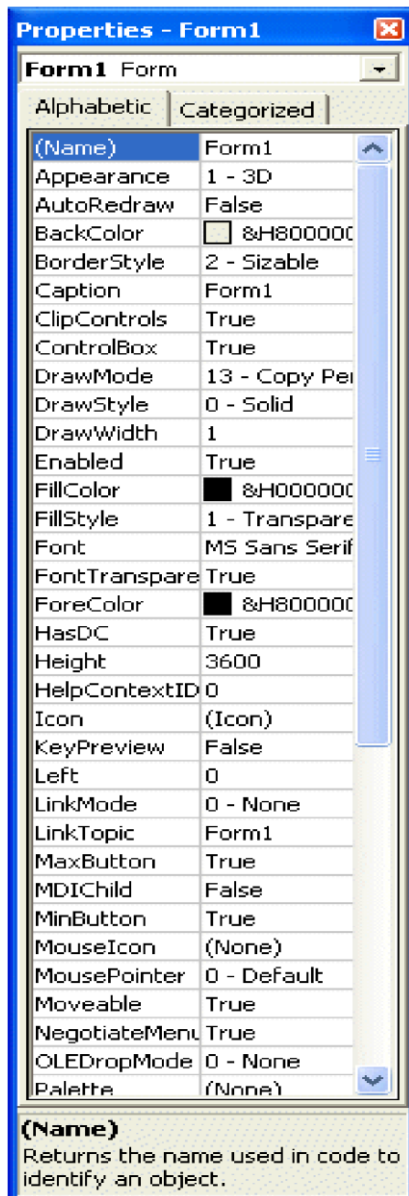 Properties - Form1
Form1 Form
Alphabetic Categorized
(Name) Form1
Appearance 1 - 3D
AutoRedraw False
BackColor &H800000
BorderStyle 2 - Sizable
Caption Form1
ClipControls True
ControlBox True
DrawMode 13 - Copy Per
DrawStyle 0 - Solid
DrawWidth 1
Enabled True
FillColor &H000000
FillStyle 1 - Transpare
Font MS Sans Serif
FontTranspare True
ForeColor &H800000
HasDC True
Height 3600
HelpContextID 0
Icon (Icon)
KeyPreview False
Left 0
LinkMode 0 - None
LinkTopic Form1
MaxButton True
MDIChild False
MinButton True
MouseIcon (None)
MousePointer 0 - Default
Moveable True
NegotiateMenu True
OLEDropMode 0 - None
Palette (None)
(Name)
Returns the name used in code to
identify an object.